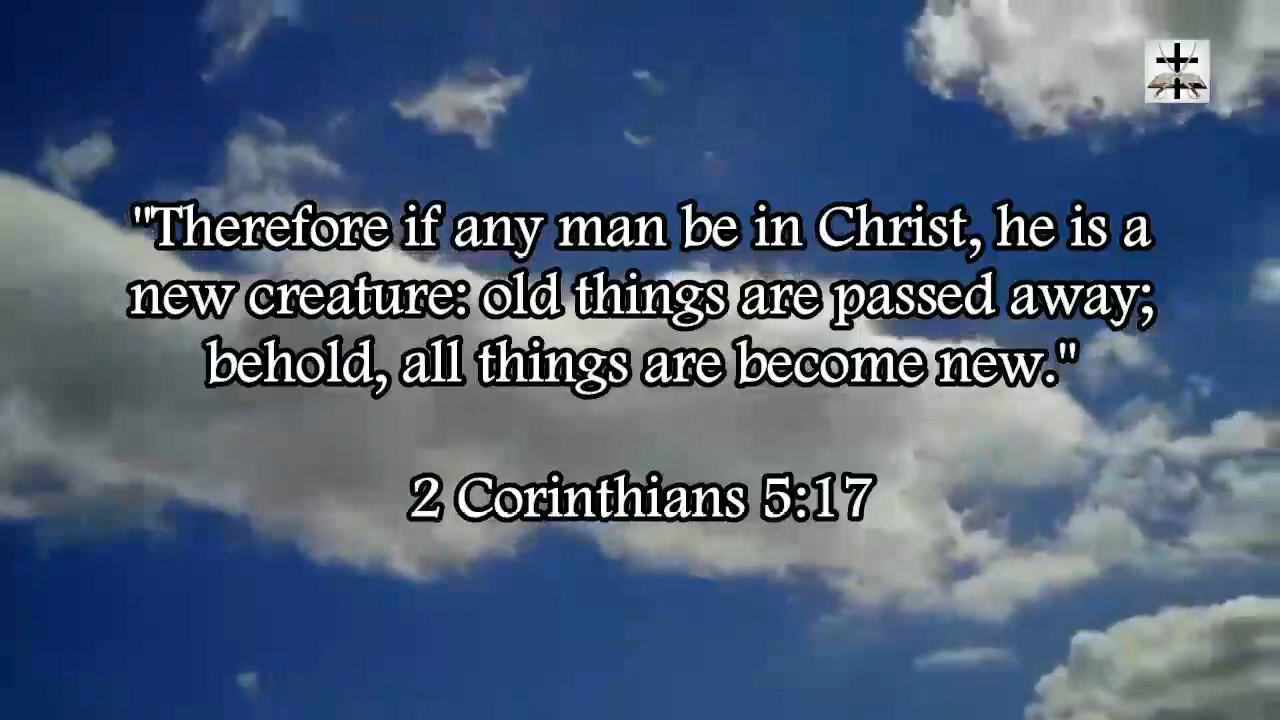 "Therefore if any man be in Christ, he is a
new creature: old things are passed away;
behold, all things are become new."
2 Corinthians 5:17